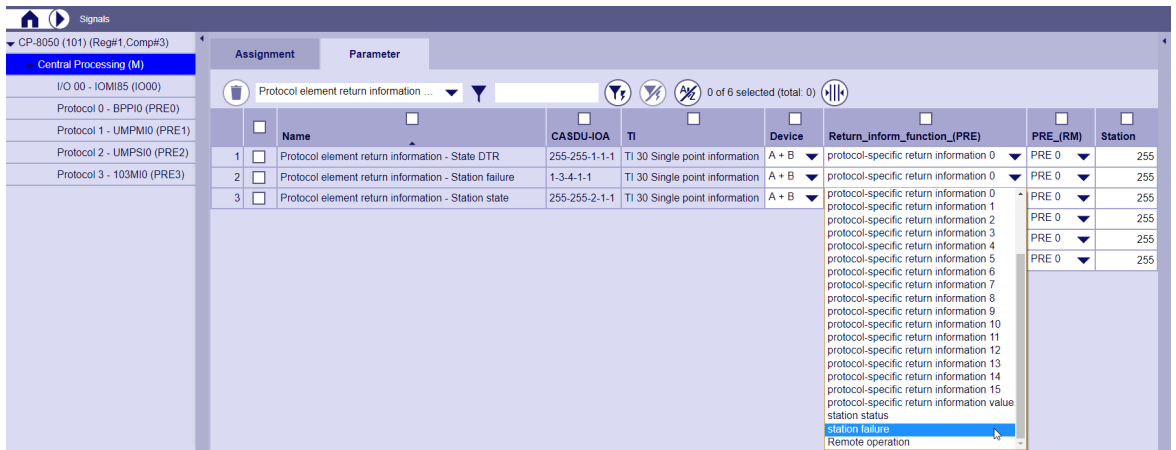 Signals
CP-8050 (101) (Reg#1,Comp#3)
Central Processing (M)
I/O 00 - IOMI85 (IO00)
Protocol 0 - BPPI0 (PRE0)
Protocol 1 - UMPMI0 (PRE1)
Protocol 2 - UMPSI0 (PRE2)
Protocol 3 - 103MI0 (PRE3)
Assignment Parameter
Protocol element return information ... 0 of 6 selected (total: 0)
Name CASDU-IOA TI Device Return_inform_function_(PRE) PRE_(RM) Station
1 Protocol element return information - State DTR 255-255-1-1-1 TI 30 Single point information A + B protocol-specific return information 0 PRE 0 255
2 Protocol element return information - Station failure 1-3-4-1-1 TI 30 Single point information A + B protocol-specific return information 0 PRE 0 255
3 Protocol element return information - Station state 255-255-2-1-1 TI 30 Single point information A + B PRE 0 255
PRE 0 255
PRE 0 255
PRE 0 255
protocol-specific return information 0
protocol-specific return information 1
protocol-specific return information 2
protocol-specific return information 3
protocol-specific return information 4
protocol-specific return information 5
protocol-specific return information 6
protocol-specific return information 7
protocol-specific return information 8
protocol-specific return information 9
protocol-specific return information 10
protocol-specific return information 11
protocol-specific return information 12
protocol-specific return information 13
protocol-specific return information 14
protocol-specific return information 15
protocol-specific return information value
station status
station failure
Remote operation